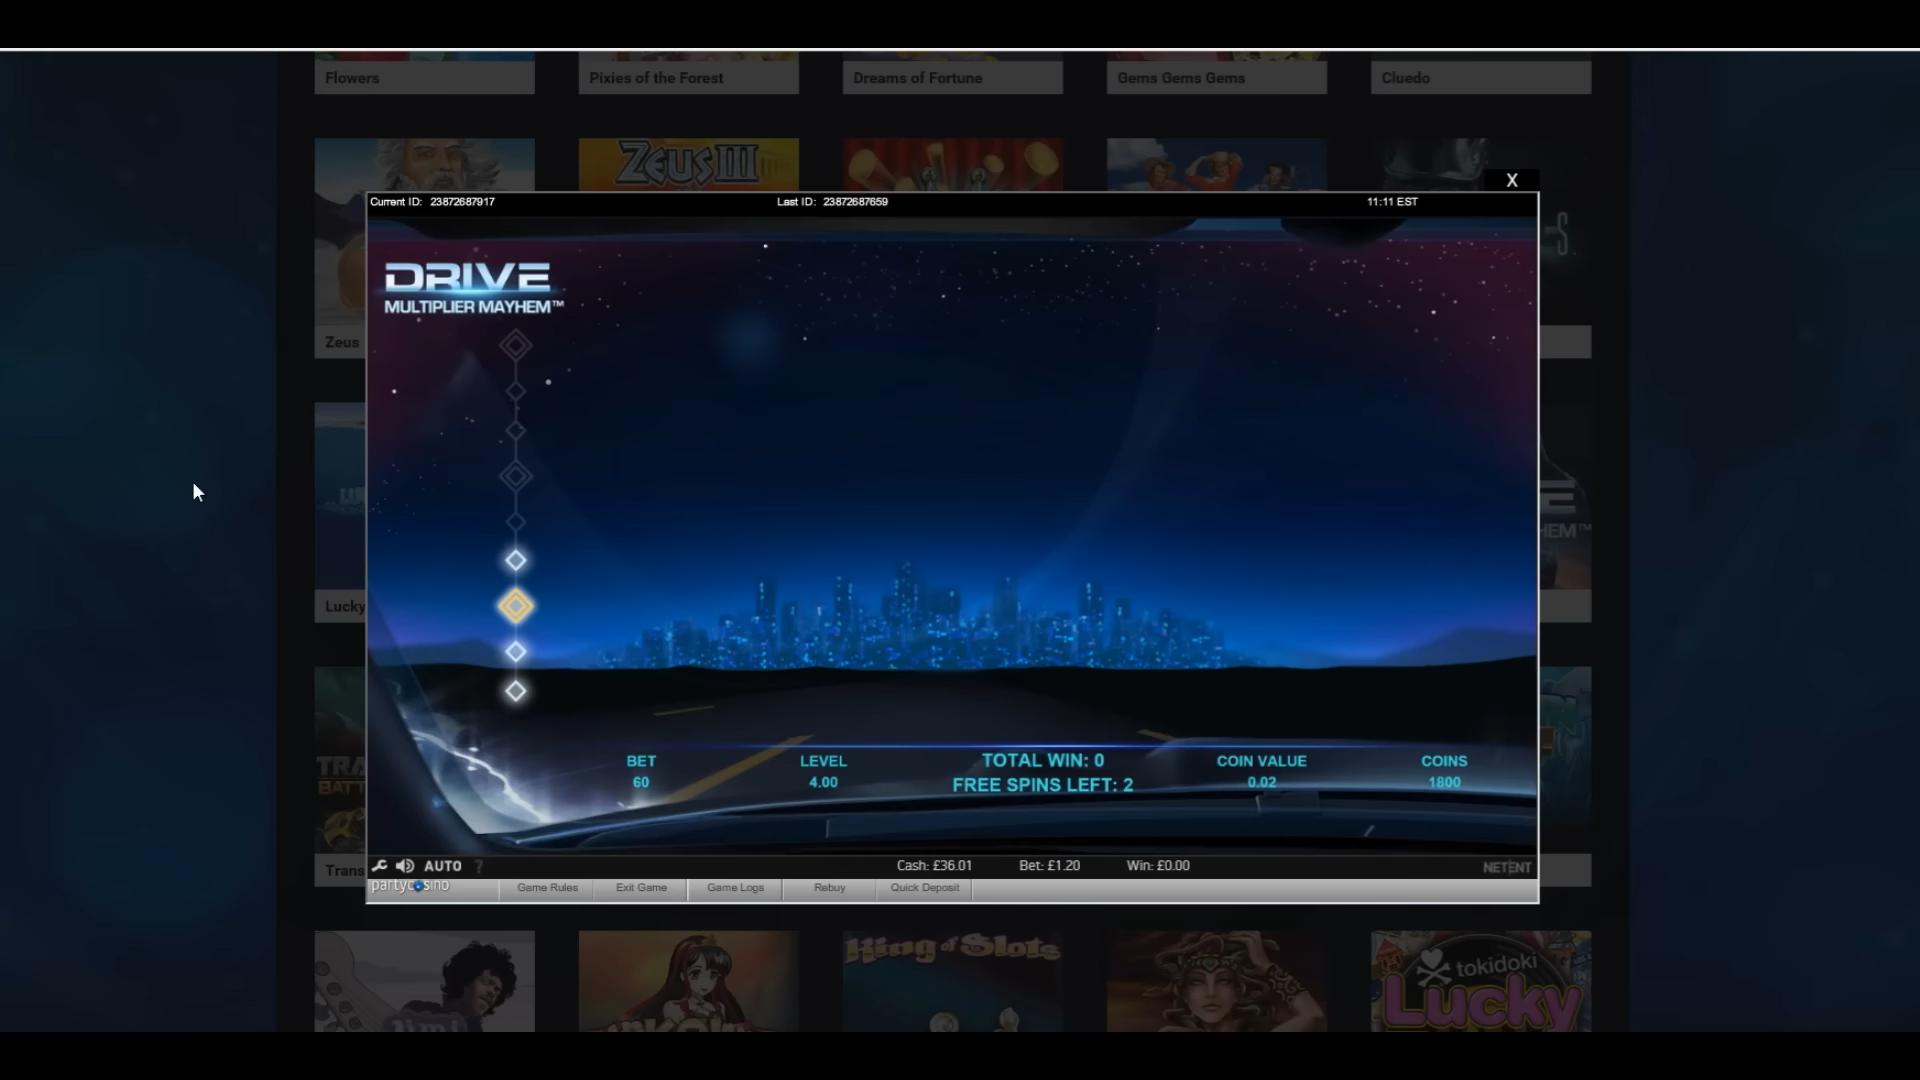 Flowers
Pixies of the Forest
Dreams of Fortune
Gems Gems Gems
Cluedo
ZEUS III
X
Current ID: 23872687917
Last ID: 23872687659
11:11 EST
DRIVE
MULTIPLIER MAYHEM™
Zeus
Lucky
BET
60
LEVEL
4.00
TOTAL WIN: 0
FREE SPINS LEFT: 2
COIN VALUE
0.02
COINS
1800
AUTO ?
Cash: £36.01
Bet: £1.20
Win: £0.00
NETENT
Trans
partycasino
Game Rules
Exit Game
Game Logs
Rebuy
Quick Deposit
King of Slots
tokidoki
Lucky
jimi